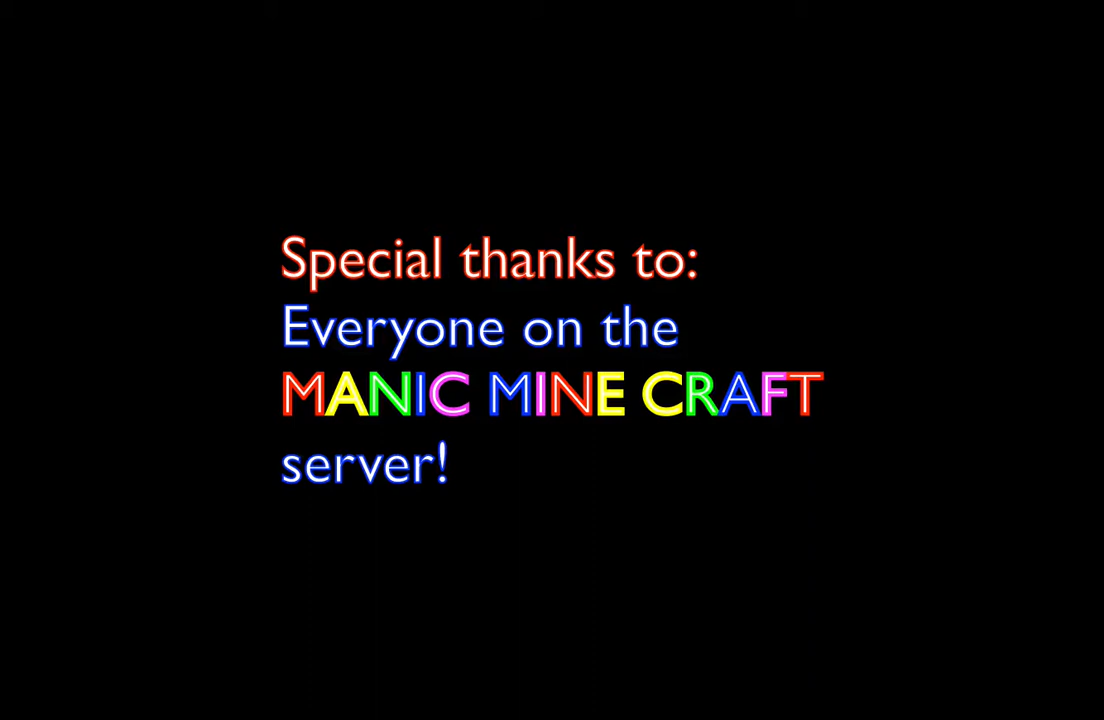 Special thanks to:
Everyone on the
MANIC MINE CRAFT
server!